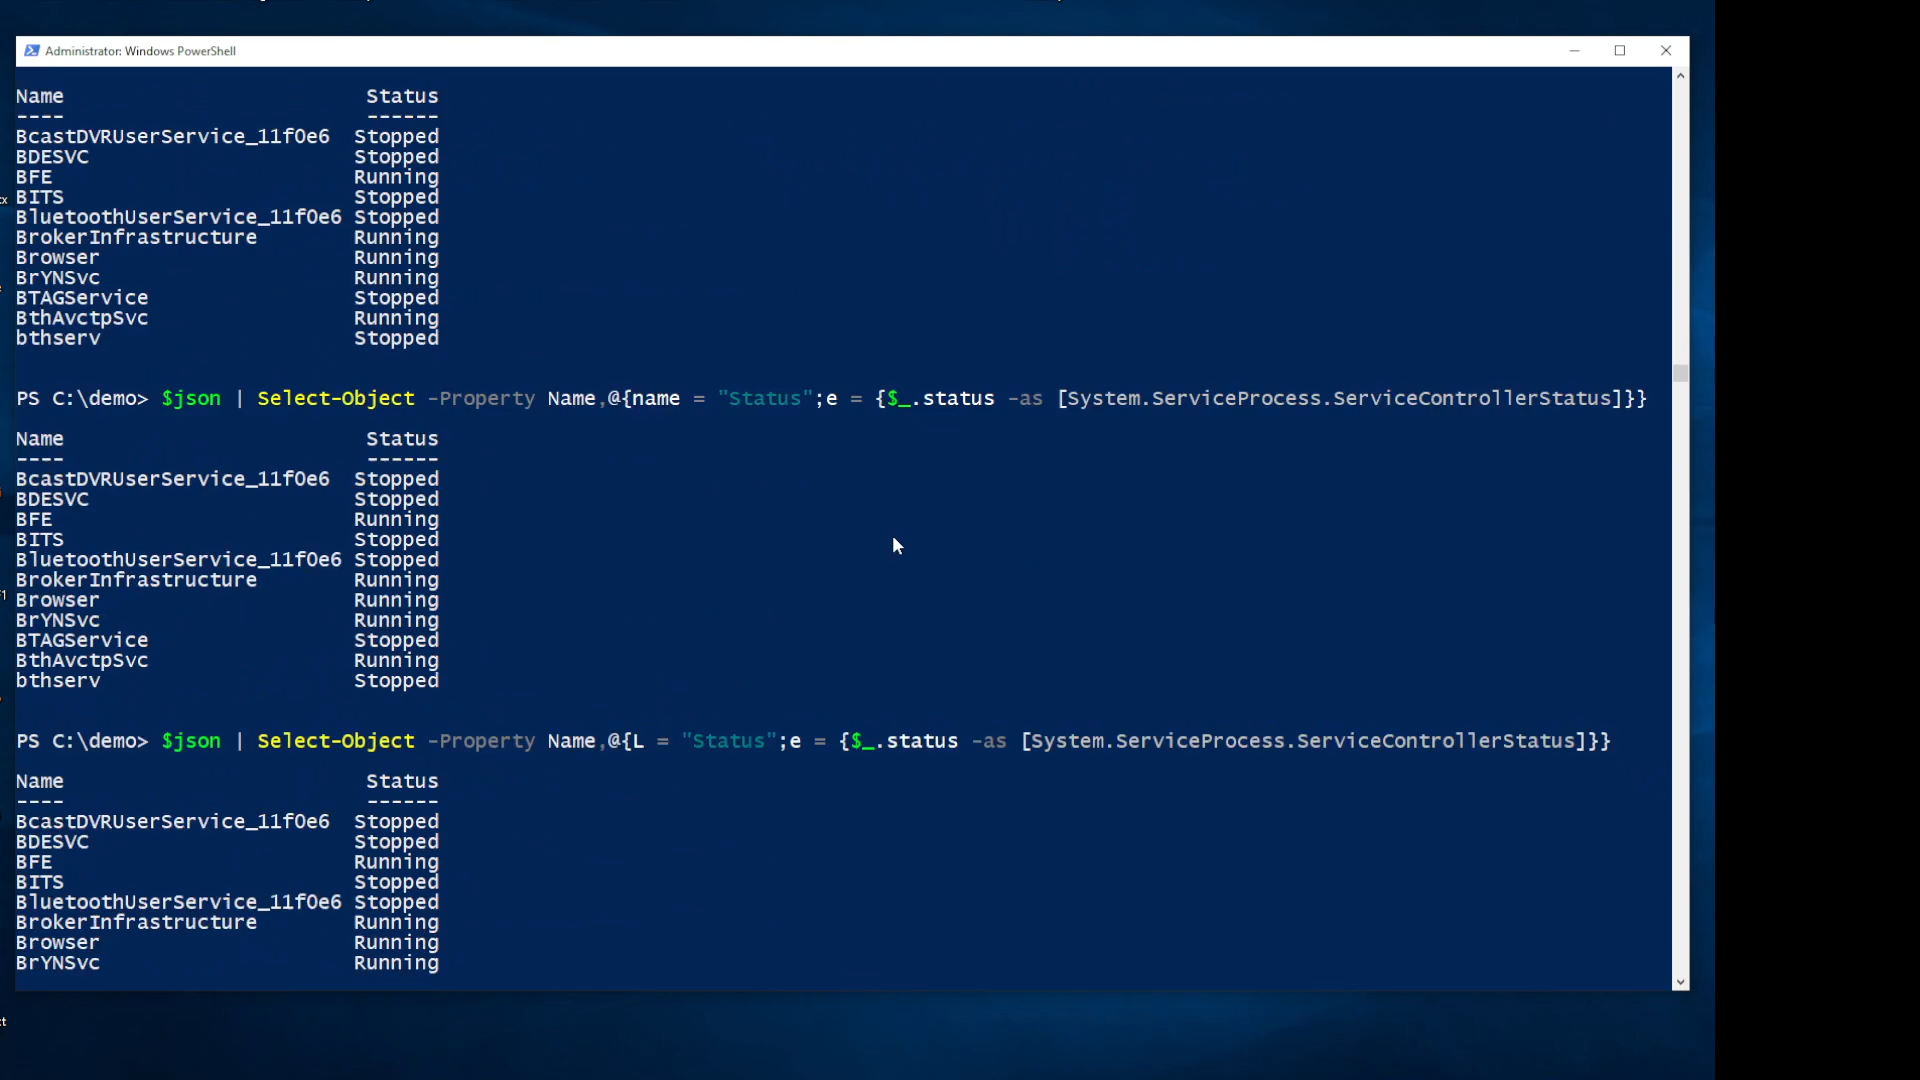 Administrator: Windows PowerShell
Name Status
---- ------
BcastDVRUserService_11f0e6 Stopped
BDESVC Stopped
BFE Running
BITS Stopped
BluetoothUserService_11f0e6 Stopped
BrokerInfrastructure Running
Browser Running
BrYNSvc Running
BTAGService Stopped
BthAvctpSvc Running
bthserv Stopped
PS C:\demo> $json | Select-Object -Property Name,@{name = "Status";e = {$_.status -as [System.ServiceProcess.ServiceControllerStatus]}}
Name Status
---- ------
BcastDVRUserService_11f0e6 Stopped
BDESVC Stopped
BFE Running
BITS Stopped
BluetoothUserService_11f0e6 Stopped
BrokerInfrastructure Running
Browser Running
BrYNSvc Running
BTAGService Stopped
BthAvctpSvc Running
bthserv Stopped
PS C:\demo> $json | Select-Object -Property Name,@{L = "Status";e = {$_.status -as [System.ServiceProcess.ServiceControllerStatus]}}
Name Status
---- ------
BcastDVRUserService_11f0e6 Stopped
BDESVC Stopped
BFE Running
BITS Stopped
BluetoothUserService_11f0e6 Stopped
BrokerInfrastructure Running
Browser Running
BrYNSvc Running